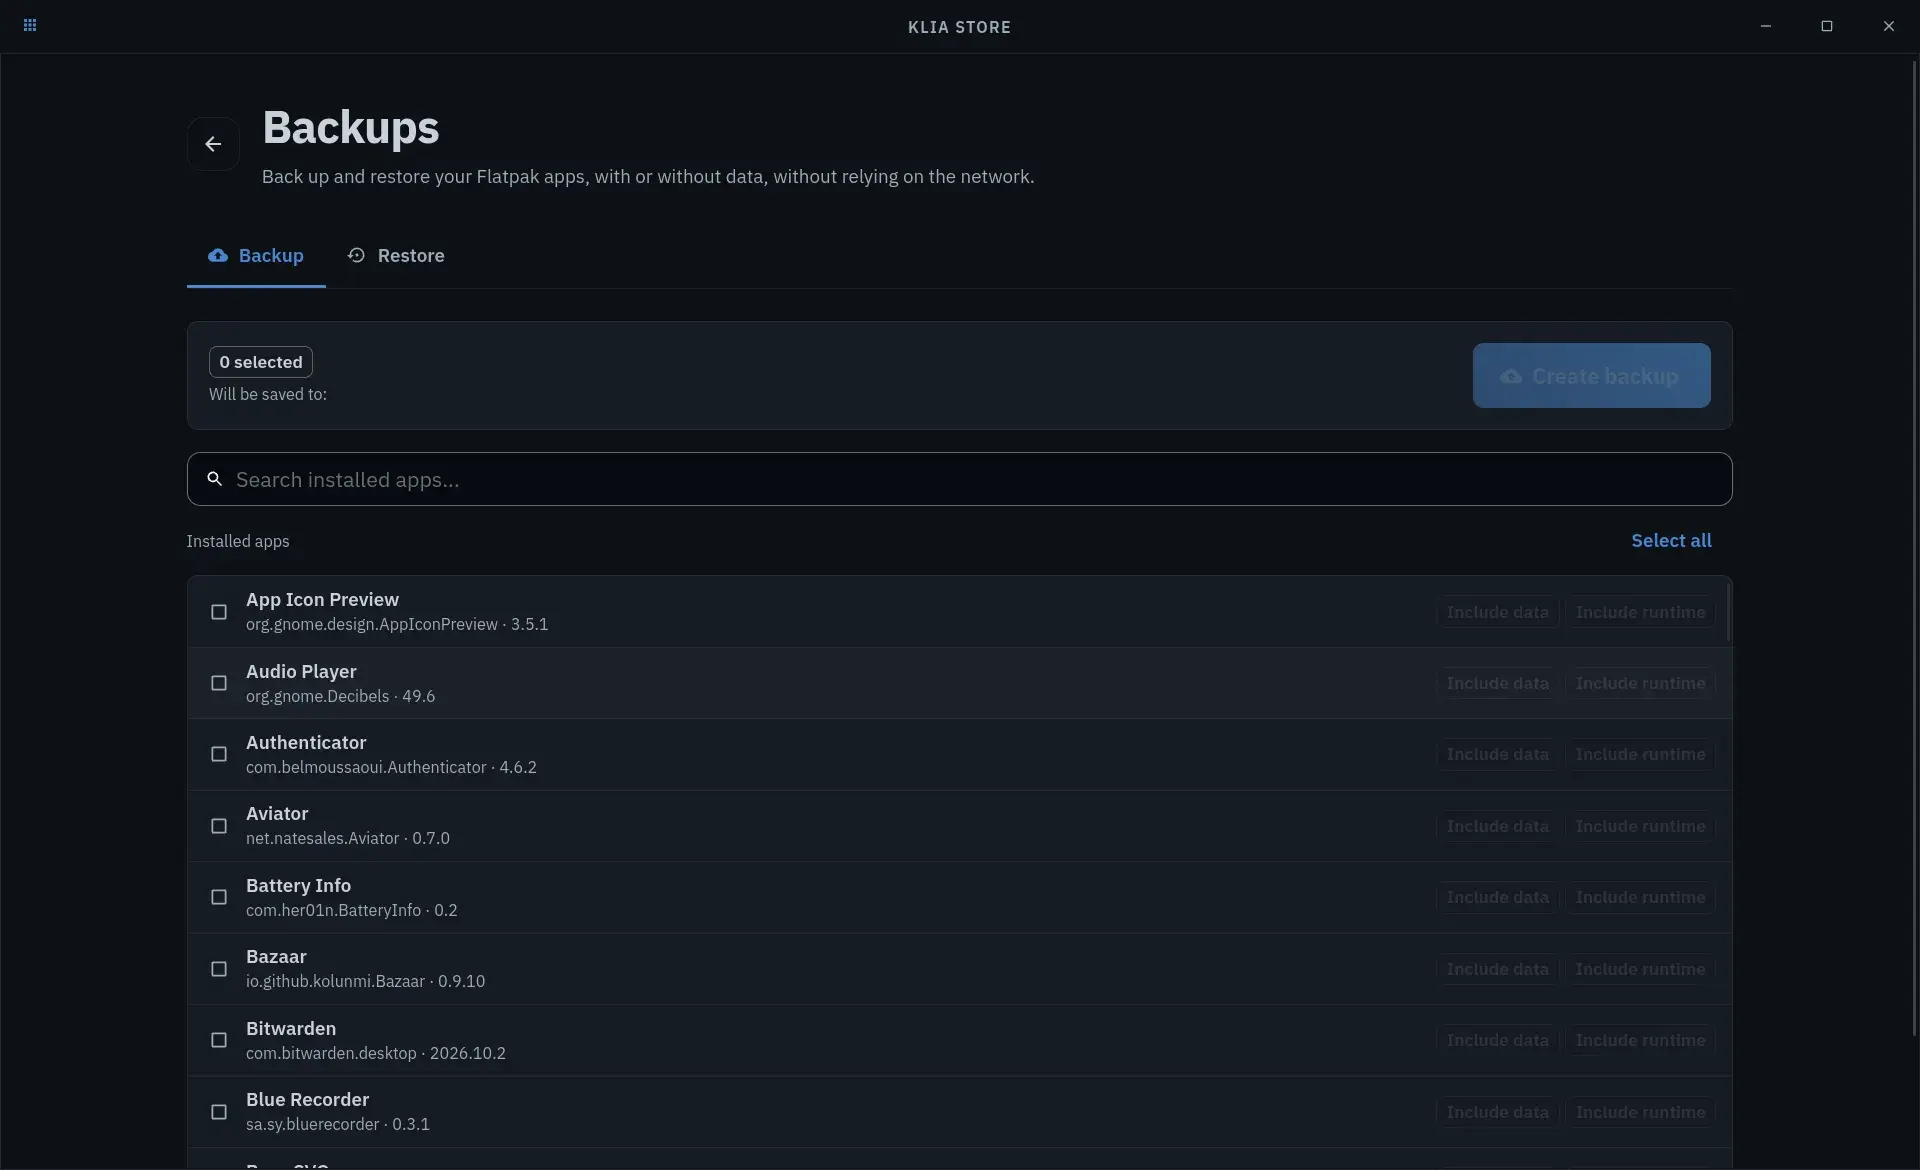 KLIA STORE
Backups
Back up and restore your Flatpak apps, with or without data, without relying on the network.
Backup
Restore
0 selected
Will be saved to:
Create backup
Search installed apps...
Installed apps
Select all
App Icon Preview
org.gnome.design.AppIconPreview · 3.5.1
Include data
Include runtime
Audio Player
org.gnome.Decibels · 49.6
Include data
Include runtime
Authenticator
com.belmoussaoui.Authenticator · 4.6.2
Include data
Include runtime
Aviator
net.natesales.Aviator · 0.7.0
Include data
Include runtime
Battery Info
com.her01n.BatteryInfo · 0.2
Include data
Include runtime
Bazaar
io.github.kolunmi.Bazaar · 0.9.10
Include data
Include runtime
Bitwarden
com.bitwarden.desktop · 2026.10.2
Include data
Include runtime
Blue Recorder
sa.sy.bluerecorder · 0.3.1
Include data
Include runtime